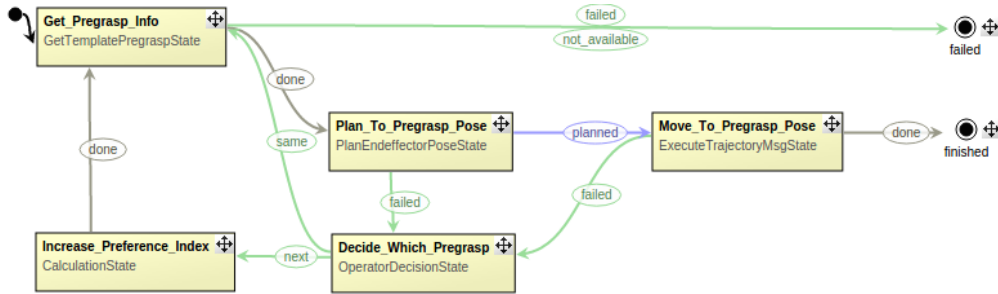 Get_Pregrasp_Info
GetTemplatePregraspState
failed
not_available
failed
done
Plan_To_Pregrasp_Pose
PlanEndeffectorPoseState
planned
Move_To_Pregrasp_Pose
ExecuteTrajectoryMsgState
done
finished
done
same
failed
failed
Increase_Preference_Index
CalculationState
next
Decide_Which_Pregrasp
OperatorDecisionState